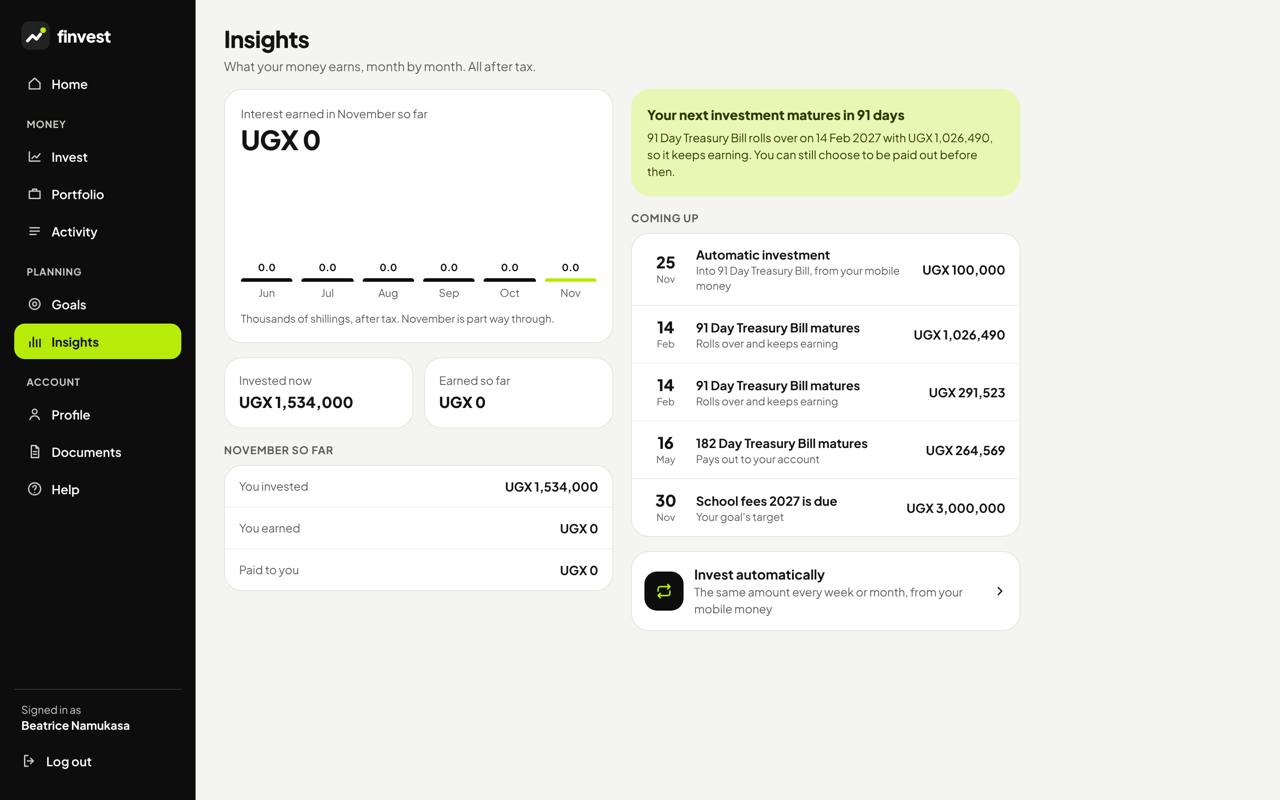 finvest
Home
MONEY
Invest
Portfolio
Activity
PLANNING
Goals
Insights
ACCOUNT
Profile
Documents
Help
Signed in as
Beatrice Namukasa
Log out
Insights
What your money earns, month by month. All after tax.
Interest earned in November so far
UGX 0
0.0 0.0 0.0 0.0 0.0 0.0
Jun Jul Aug Sep Oct Nov
Thousands of shillings, after tax. November is part way through.
Invested now
UGX 1,534,000
Earned so far
UGX 0
NOVEMBER SO FAR
You invested UGX 1,534,000
You earned UGX 0
Paid to you UGX 0
Your next investment matures in 91 days
91 Day Treasury Bill rolls over on 14 Feb 2027 with UGX 1,026,490,
so it keeps earning. You can still choose to be paid out before
then.
COMING UP
25 Nov
Automatic investment
Into 91 Day Treasury Bill, from your mobile
money
UGX 100,000
14 Feb
91 Day Treasury Bill matures
Rolls over and keeps earning
UGX 1,026,490
14 Feb
91 Day Treasury Bill matures
Rolls over and keeps earning
UGX 291,523
16 May
182 Day Treasury Bill matures
Pays out to your account
UGX 264,569
30 Nov
School fees 2027 is due
Your goal's target
UGX 3,000,000
Invest automatically
The same amount every week or month, from your
mobile money